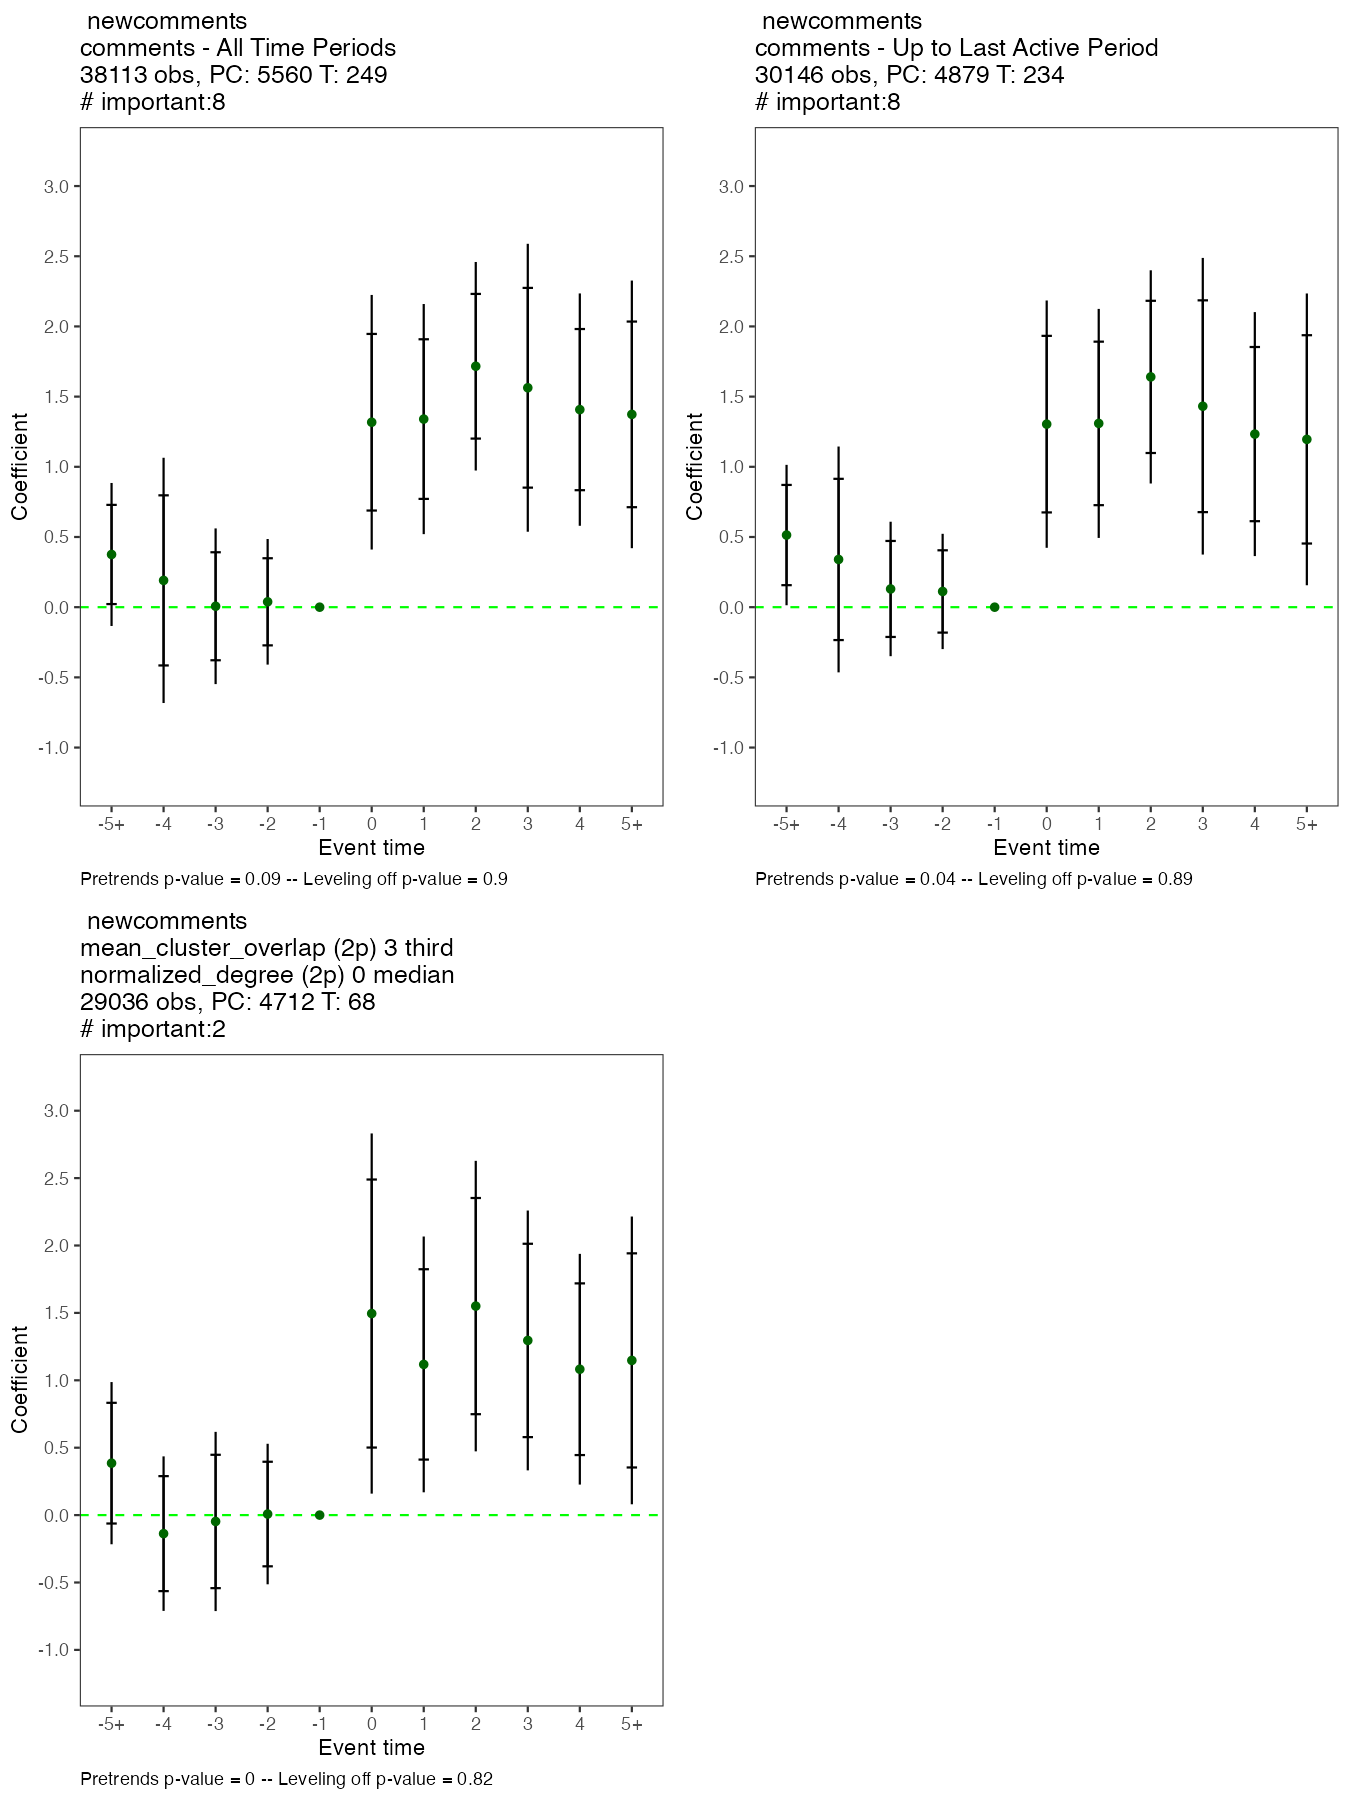 newcomments
comments - All Time Periods
38113 obs, PC: 5560 T: 249
# important:8
3.0
2.5
2.0
1.5
1.0
0.5
0.0
-0.5
-1.0
Coefficient
-5+ -4 -3 -2 -1 0 1 2 3 4 5+
Event time
Pretrends p-value = 0.09 -- Leveling off p-value = 0.9
newcomments
comments - Up to Last Active Period
30146 obs, PC: 4879 T: 234
# important:8
3.0
2.5
2.0
1.5
1.0
0.5
0.0
-0.5
-1.0
Coefficient
-5+ -4 -3 -2 -1 0 1 2 3 4 5+
Event time
Pretrends p-value = 0.04 -- Leveling off p-value = 0.89
newcomments
mean_cluster_overlap (2p) 3 third
normalized_degree (2p) 0 median
29036 obs, PC: 4712 T: 68
# important:2
3.0
2.5
2.0
1.5
1.0
0.5
0.0
-0.5
-1.0
Coefficient
-5+ -4 -3 -2 -1 0 1 2 3 4 5+
Event time
Pretrends p-value = 0 -- Leveling off p-value = 0.82